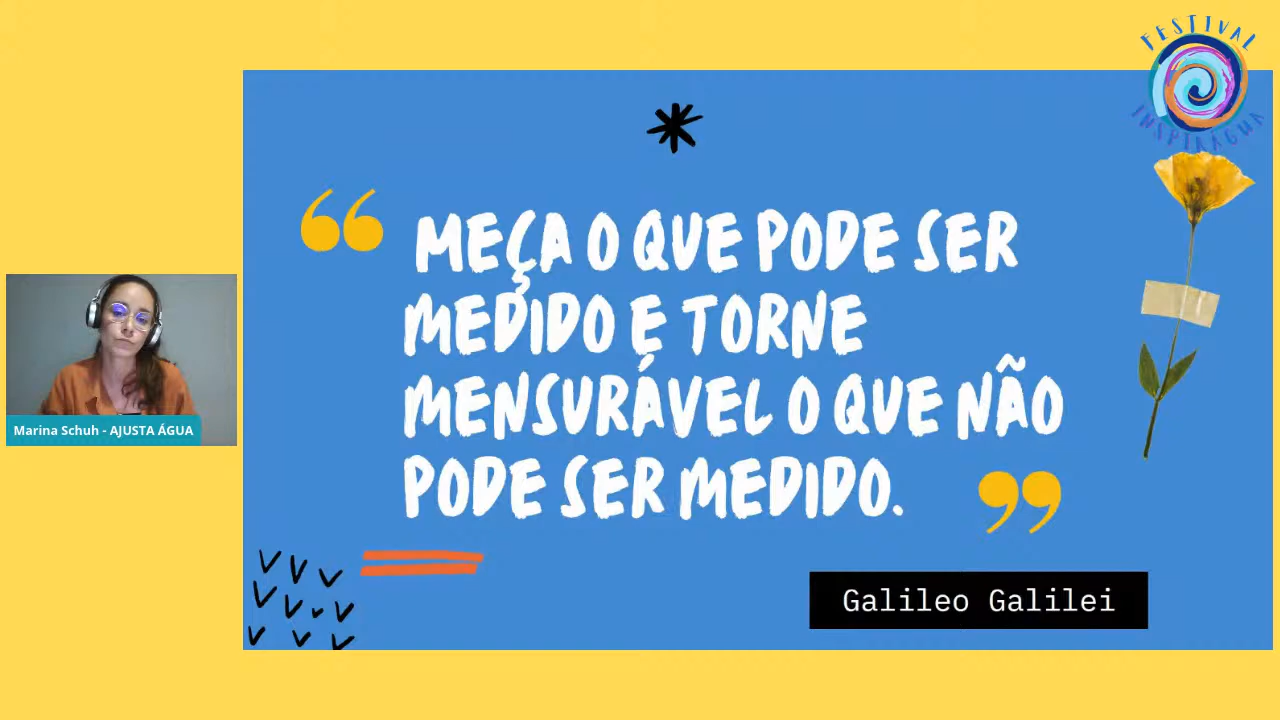 FESTIVAL
INSPIRÁGUA
“ MEÇA O QUE PODE SER
MEDIDO E TORNE
MENSURÁVEL O QUE NÃO
PODE SER MEDIDO. ”
Galileo Galilei
Marina Schuh - AJUSTA ÁGUA